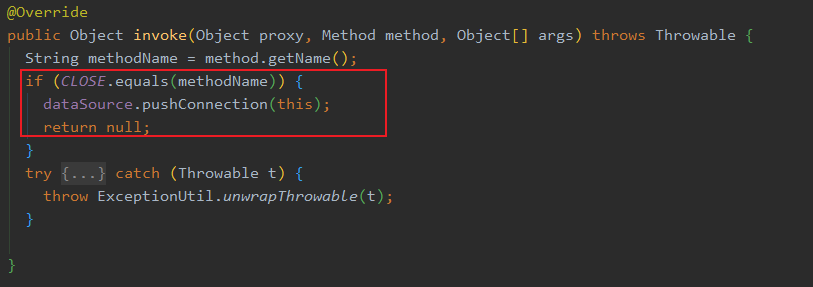 @Override
public Object invoke(Object proxy, Method method, Object[] args) throws Throwable {
String methodName = method.getName();
if (CLOSE.equals(methodName)) {
dataSource.pushConnection(this);
return null;
}
try {...} catch (Throwable t) {
throw ExceptionUtil.unwrapThrowable(t);
}
}